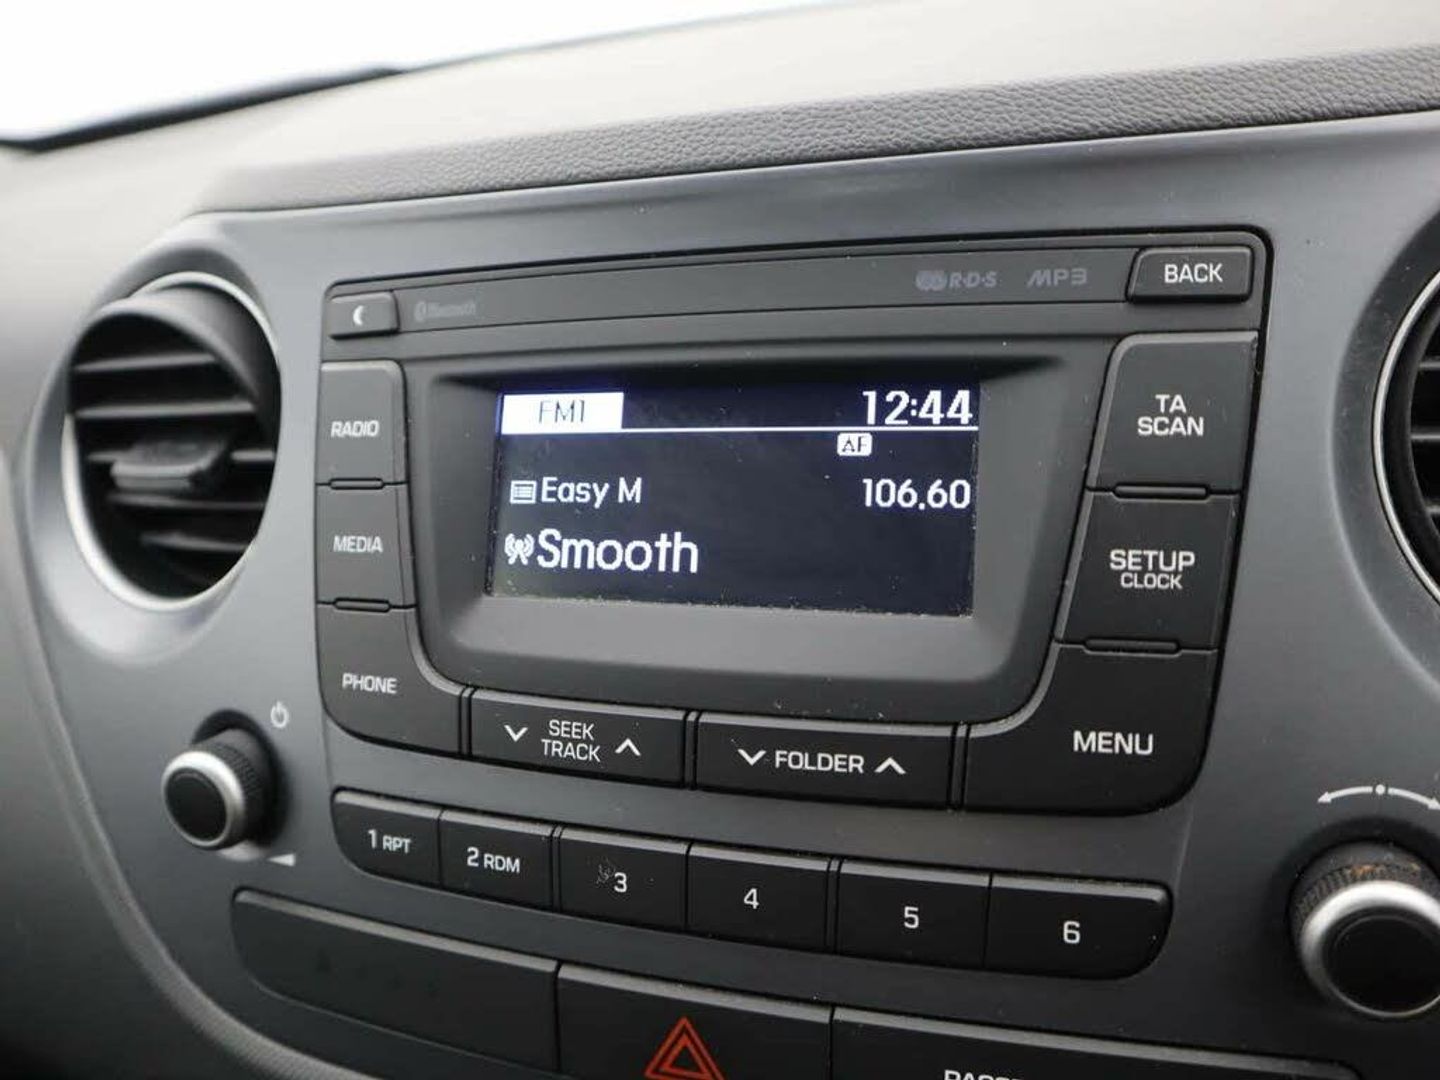 Bluetooth
R·D·S MP3
BACK
RADIO
FM1 12:44
AF
TA
SCAN
Easy M 106.60
MEDIA
Smooth
SETUP
CLOCK
PHONE
SEEK
TRACK
FOLDER
MENU
1 RPT
2 RDM
3
4
5
6